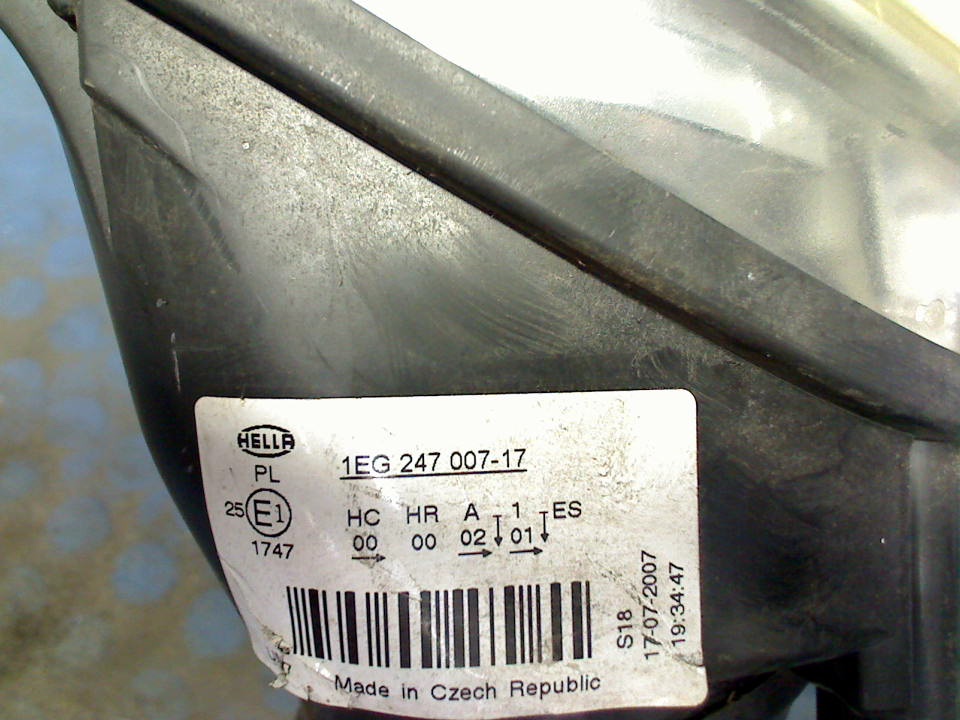 HELLA
1EG 247 007-17
PL
25 E1
1747
HC HR A 1 ES
00 00 02 01
S18
17-07-2007
19:34:47
Made in Czech Republic